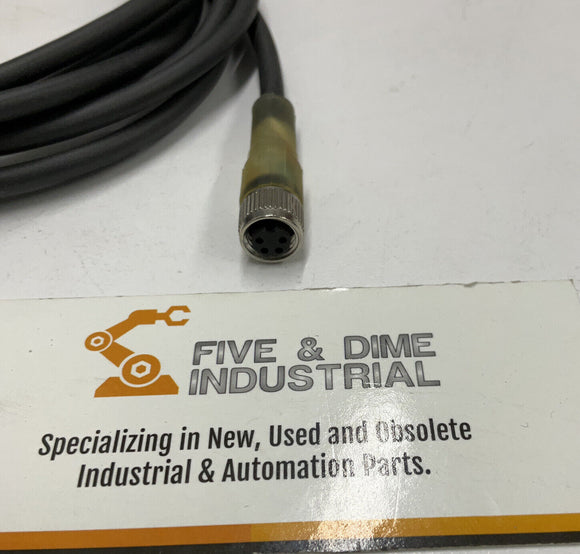 FIVE & DIME
INDUSTRIAL
Specializing in New, Used and Obsolete
Industrial & Automation Parts.